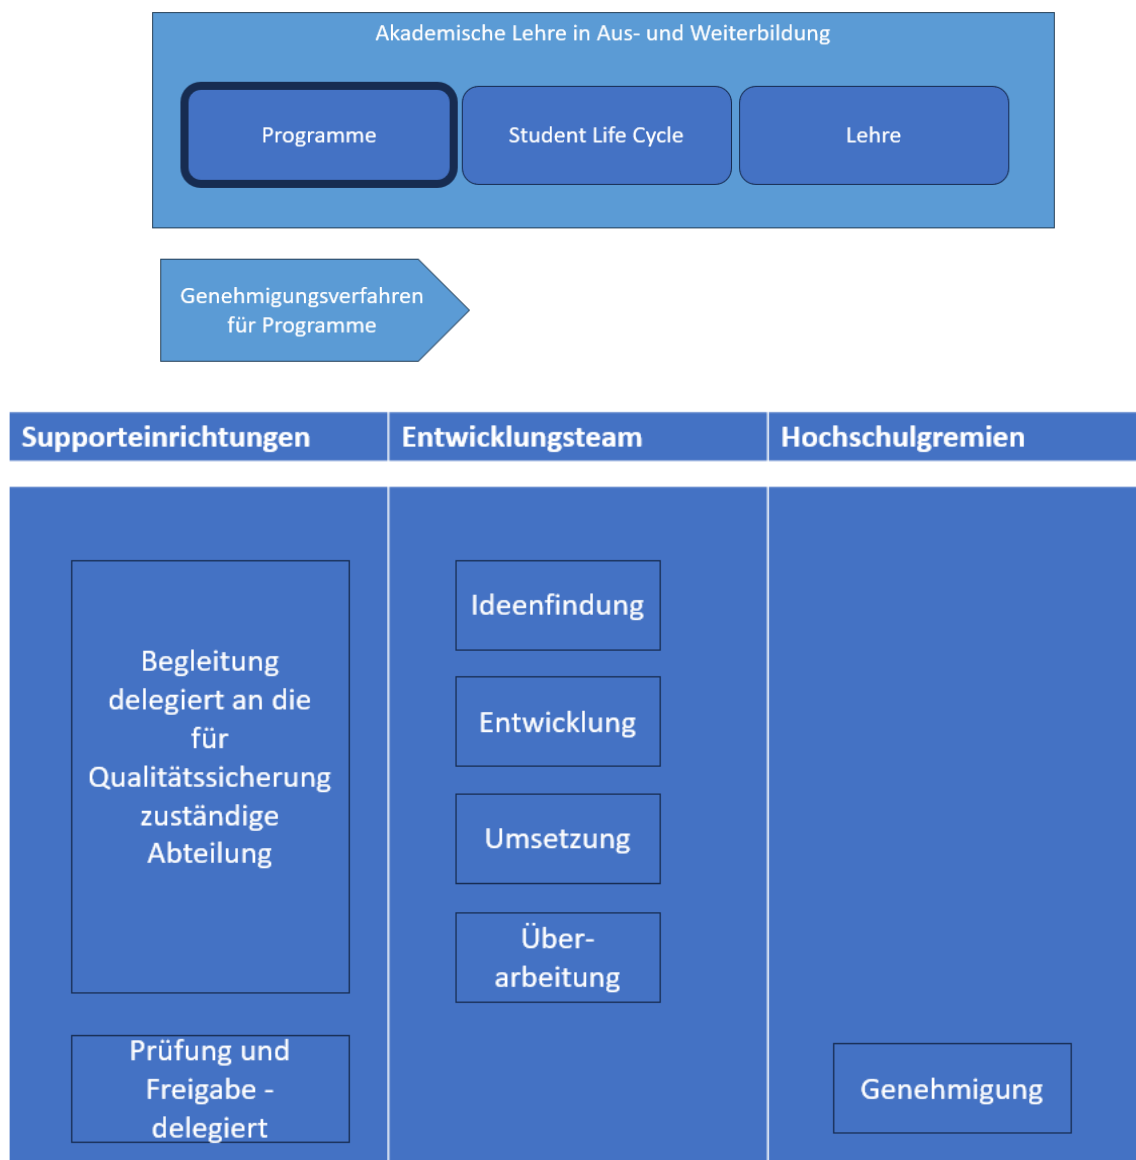 Akademische Lehre in Aus- und Weiterbildung
Programme
Student Life Cycle
Lehre
Genehmigungsverfahren
für Programme
Supporteinrichtungen
Entwicklungsteam
Hochschulgremien
Begleitung
delegiert an die
für
Qualitätssicherung
zuständige
Abteilung
Prüfung und
Freigabe -
delegiert
Ideenfindung
Entwicklung
Umsetzung
Über-
arbeitung
Genehmigung